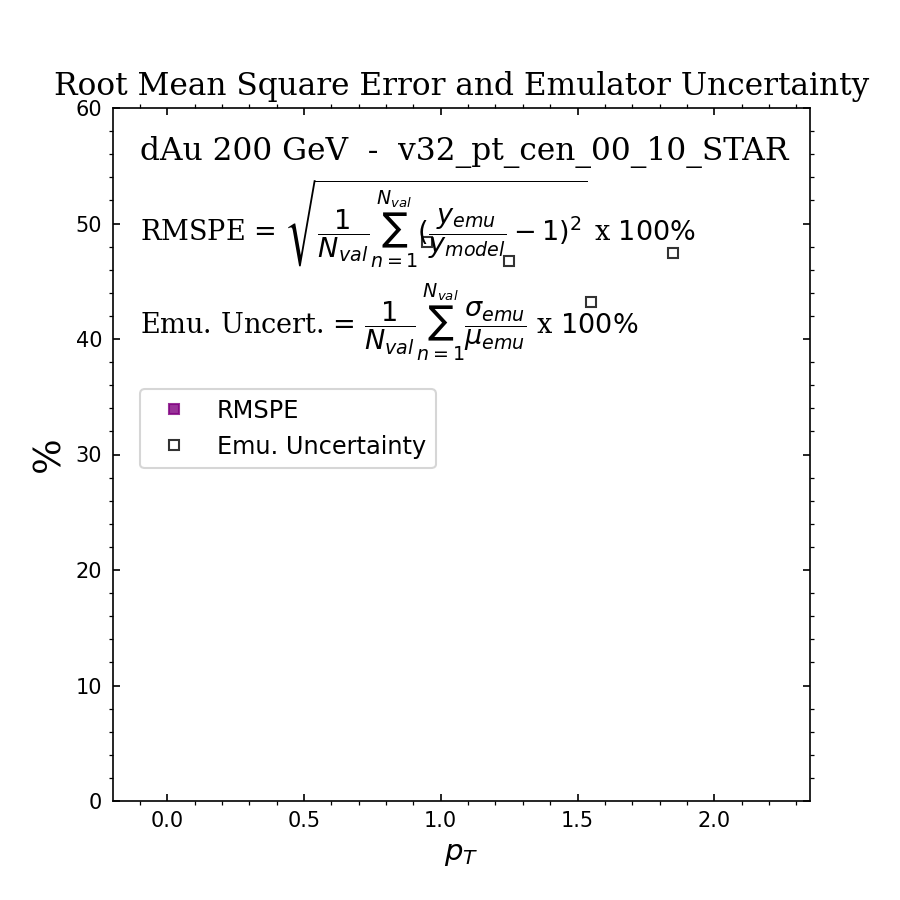 Root Mean Square Error and Emulator Uncertainty
60
dAu 200 GeV - v32_pt_cen_00_10_STAR
50
RMSPE = √(1/N_val ∑_{n=1}^{N_val} (y_emu/y_model − 1)²) x 100%
Emu. Uncert. = 1/N_val ∑_{n=1}^{N_val} σ_emu/μ_emu x 100%
40
RMSPE
Emu. Uncertainty
%
30
20
10
0
0.0 0.5 1.0 1.5 2.0
p_T